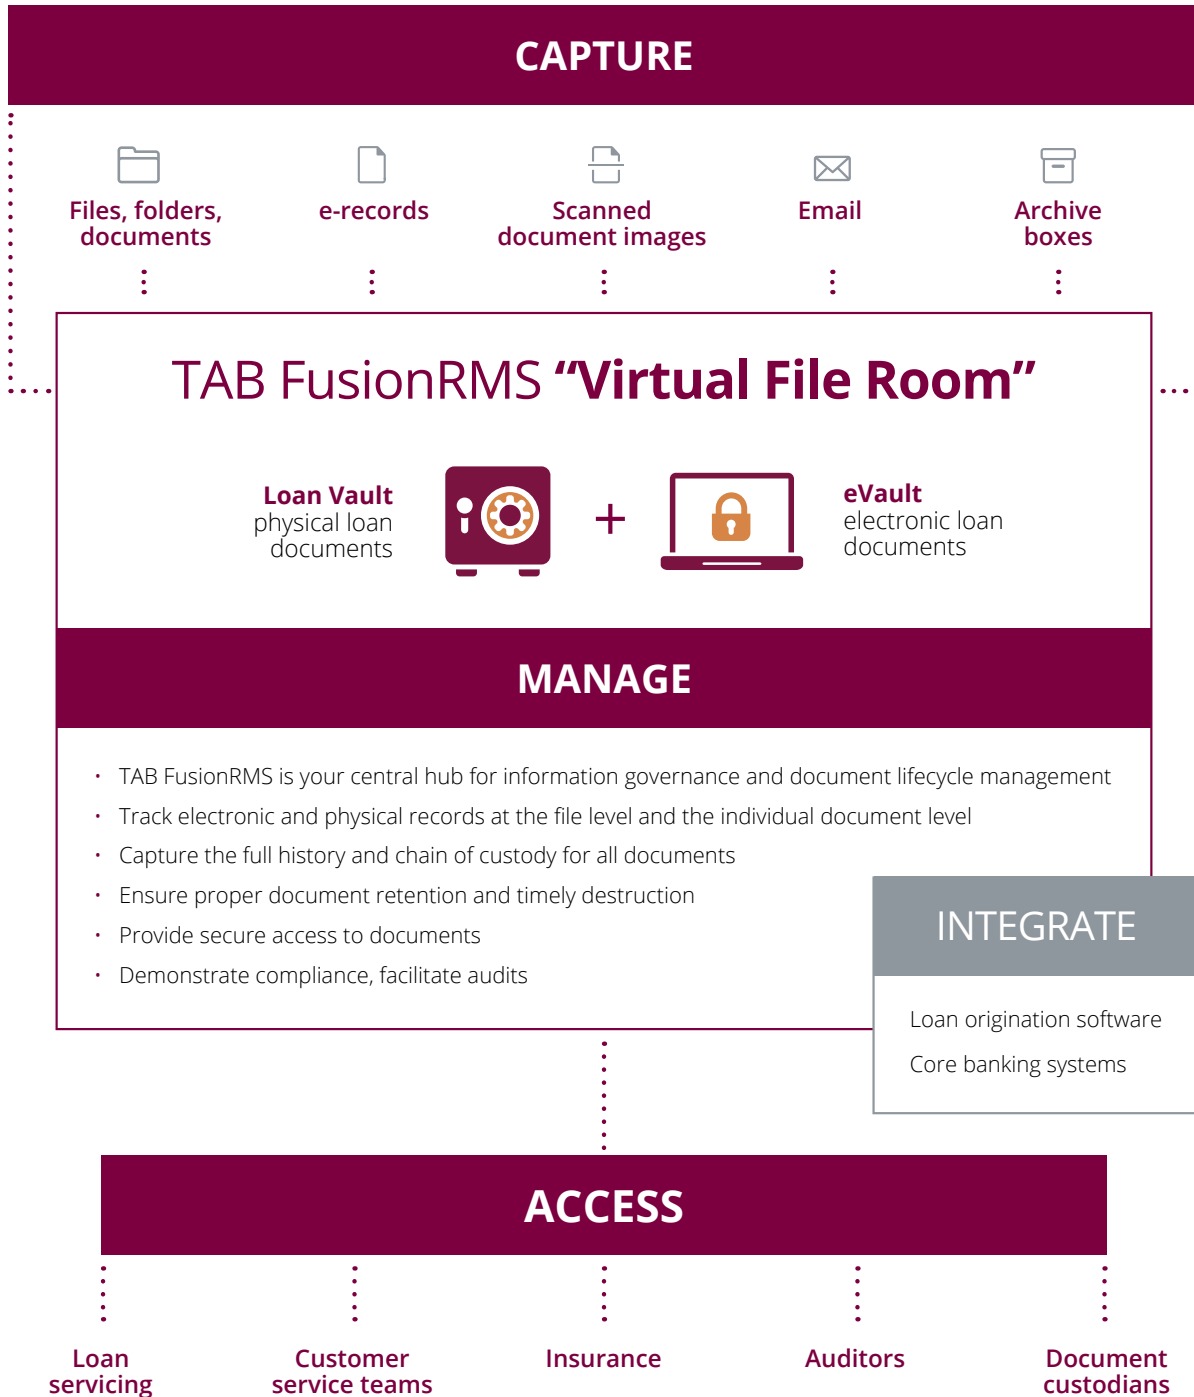 CAPTURE
Files, folders,
documents
e-records
Scanned
document images
Email
Archive
boxes
TAB FusionRMS “Virtual File Room”
Loan Vault
physical loan
documents
+
eVault
electronic loan
documents
MANAGE
• TAB FusionRMS is your central hub for information governance and document lifecycle management
• Track electronic and physical records at the file level and the individual document level
• Capture the full history and chain of custody for all documents
• Ensure proper document retention and timely destruction
• Provide secure access to documents
• Demonstrate compliance, facilitate audits
INTEGRATE
Loan origination software
Core banking systems
ACCESS
Loan
servicing
Customer
service teams
Insurance
Auditors
Document
custodians